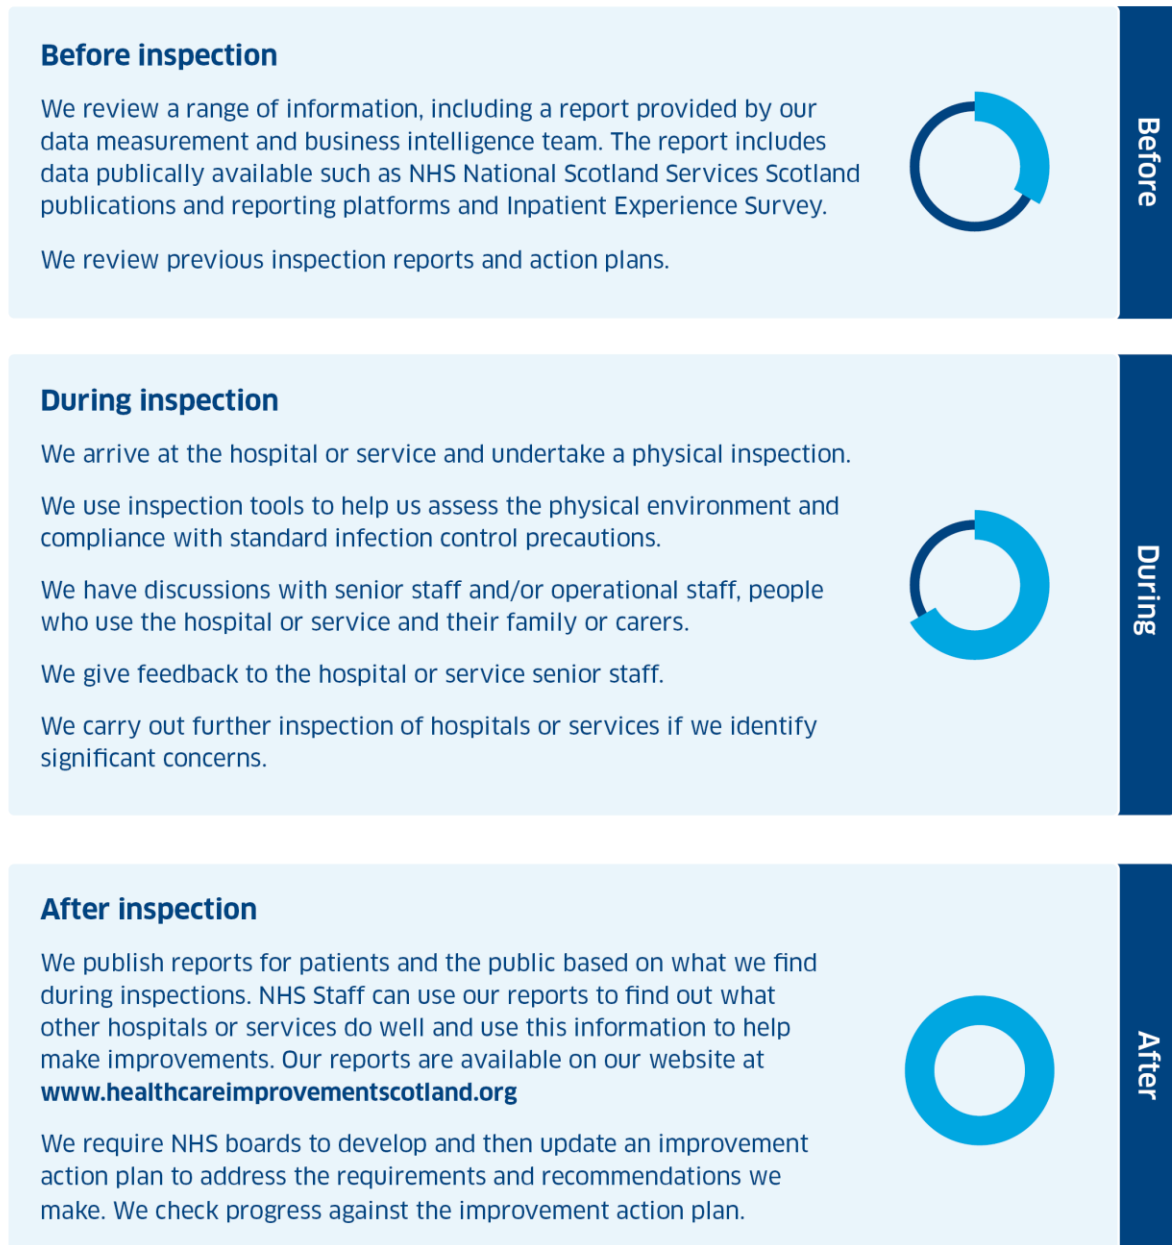 Before inspection
We review a range of information, including a report provided by our
data measurement and business intelligence team. The report includes
data publically available such as NHS National Scotland Services Scotland
publications and reporting platforms and Inpatient Experience Survey.
We review previous inspection reports and action plans.
Before
During inspection
We arrive at the hospital or service and undertake a physical inspection.
We use inspection tools to help us assess the physical environment and
compliance with standard infection control precautions.
We have discussions with senior staff and/or operational staff, people
who use the hospital or service and their family or carers.
We give feedback to the hospital or service senior staff.
We carry out further inspection of hospitals or services if we identify
significant concerns.
During
After inspection
We publish reports for patients and the public based on what we find
during inspections. NHS Staff can use our reports to find out what
other hospitals or services do well and use this information to help
make improvements. Our reports are available on our website at
www.healthcareimprovementscotland.org
We require NHS boards to develop and then update an improvement
action plan to address the requirements and recommendations we
make. We check progress against the improvement action plan.
After